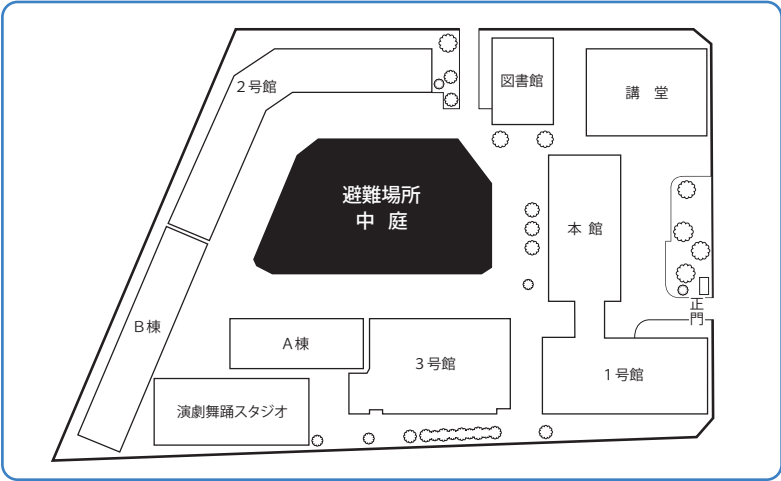 2号館
図書館
講 堂
避難場所
中 庭
本 館
正門
B棟
A棟
3号館
1号館
演劇舞踊スタジオ